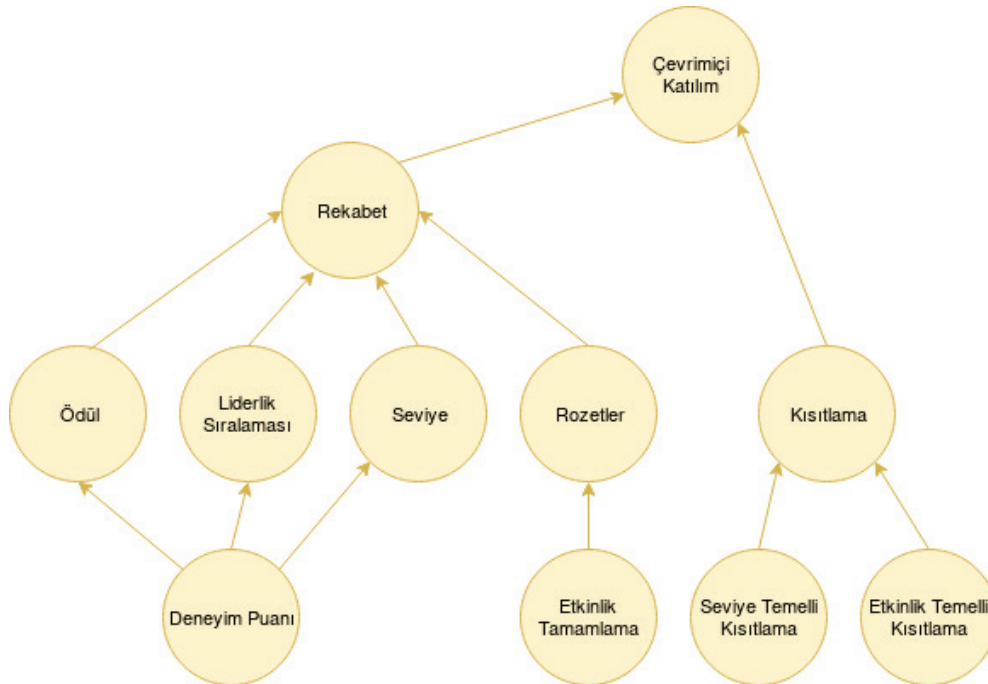 Çevrimiçi
Katılım
Rekabet
Ödül
Liderlik
Sıralaması
Seviye
Rozetler
Kısıtlama
Deneyim Puanı
Etkinlik
Tamamlama
Seviye Temelli
Kısıtlama
Etkinlik Temelli
Kısıtlama